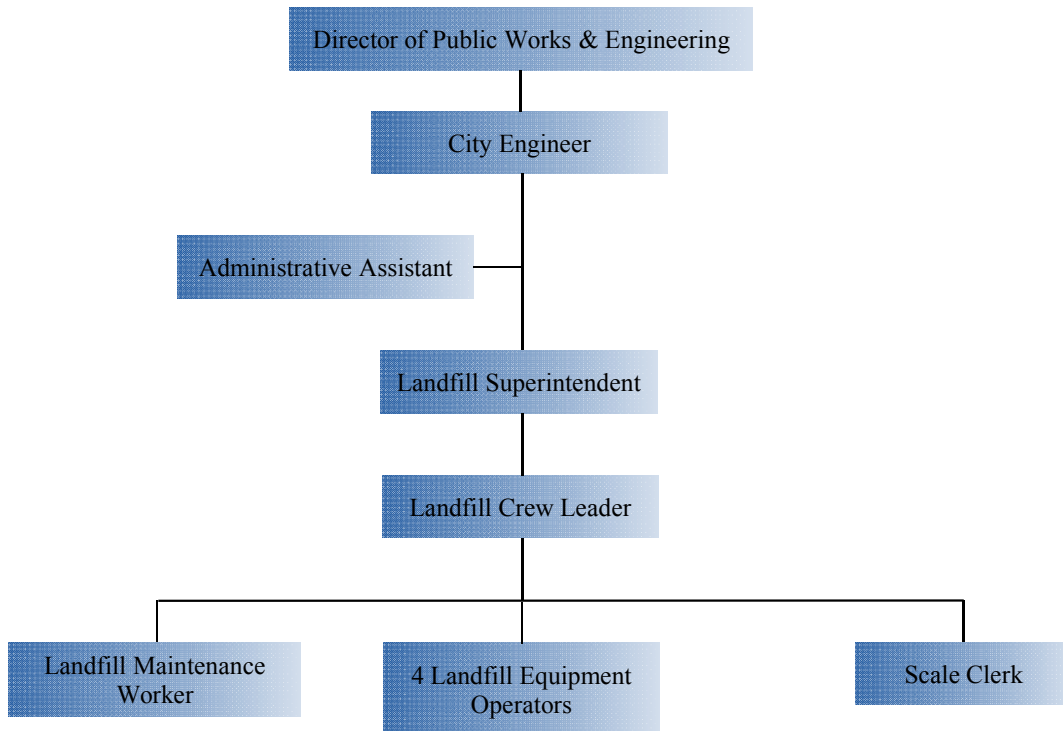 Director of Public Works & Engineering
City Engineer
Administrative Assistant
Landfill Superintendent
Landfill Crew Leader
Landfill Maintenance
Worker
4 Landfill Equipment
Operators
Scale Clerk